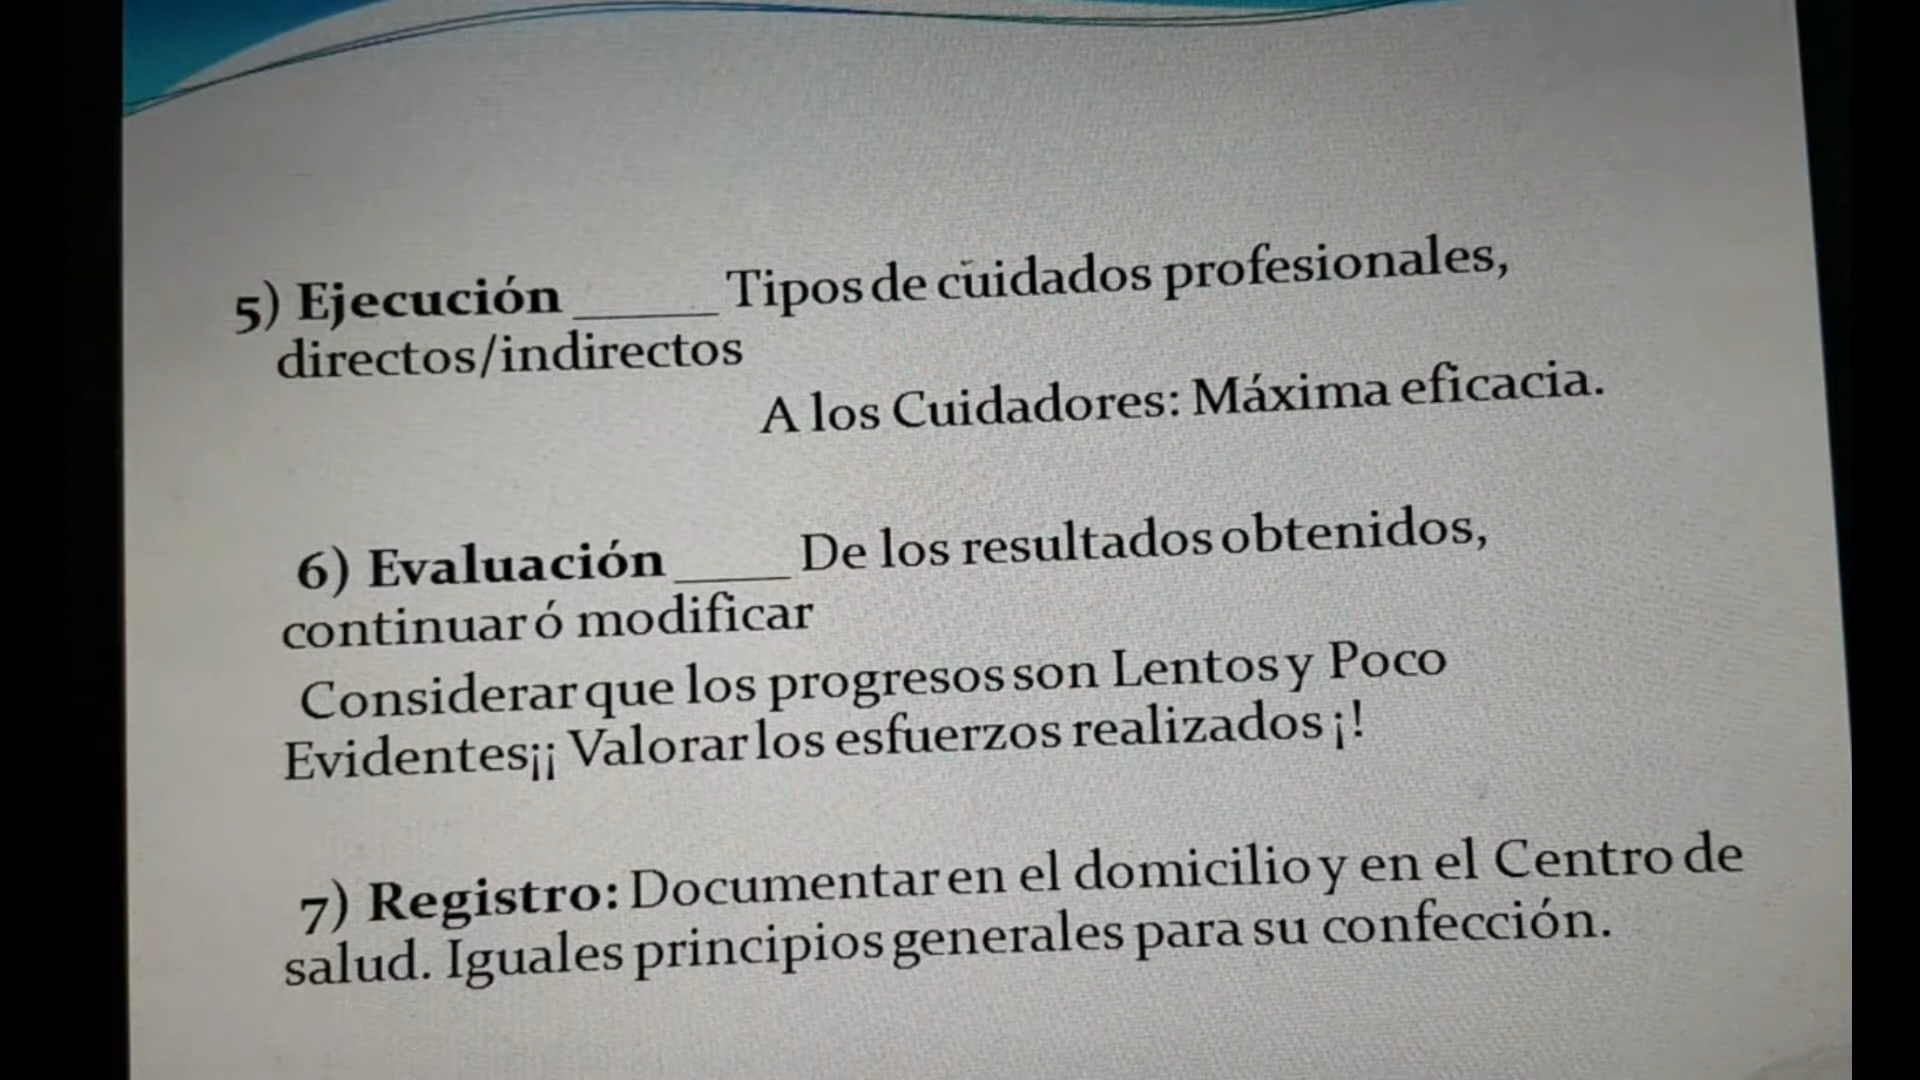 5) Ejecución ______ Tipos de cuidados profesionales,
directos/indirectos
A los Cuidadores: Máxima eficacia.
6) Evaluación _____ De los resultados obtenidos,
continuar ó modificar
Considerar que los progresos son Lentos y Poco
Evidentes¡¡ Valorar los esfuerzos realizados ¡!
7) Registro: Documentar en el domicilio y en el Centro de
salud. Iguales principios generales para su confección.